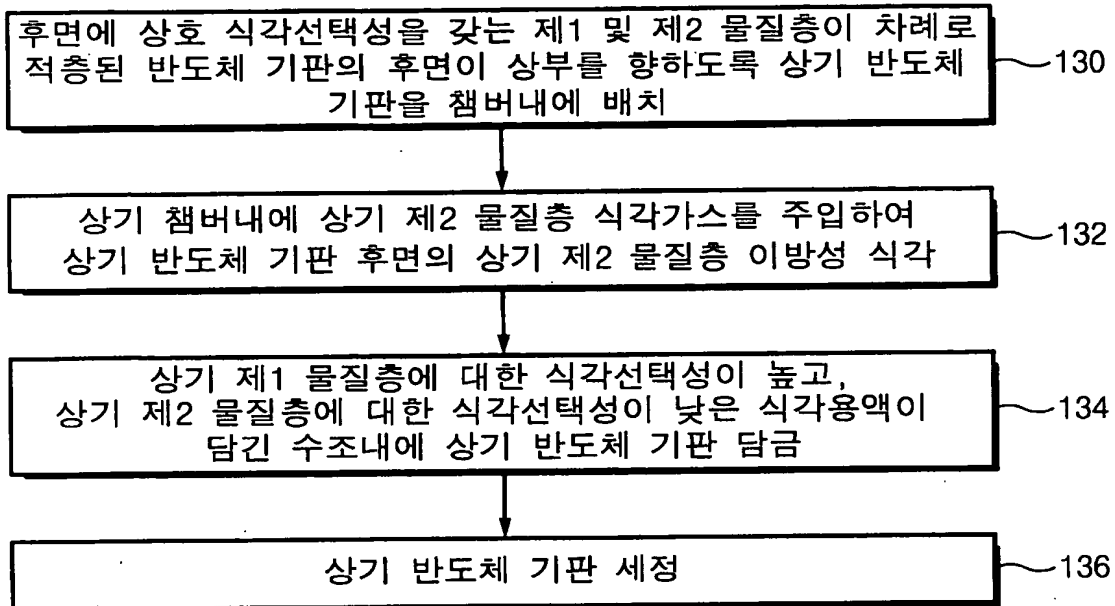 후면에 상호 식각선택성을 갖는 제1 및 제2 물질층이 차례로
적층된 반도체 기판의 후면이 상부를 향하도록 상기 반도체
기판을 챔버내에 배치
130
상기 챔버내에 상기 제2 물질층 식각가스를 주입하여
상기 반도체 기판 후면의 상기 제2 물질층 이방성 식각
132
상기 제1 물질층에 대한 식각선택성이 높고,
상기 제2 물질층에 대한 식각선택성이 낮은 식각용액이
담긴 수조내에 상기 반도체 기판 담금
134
상기 반도체 기판 세정
136